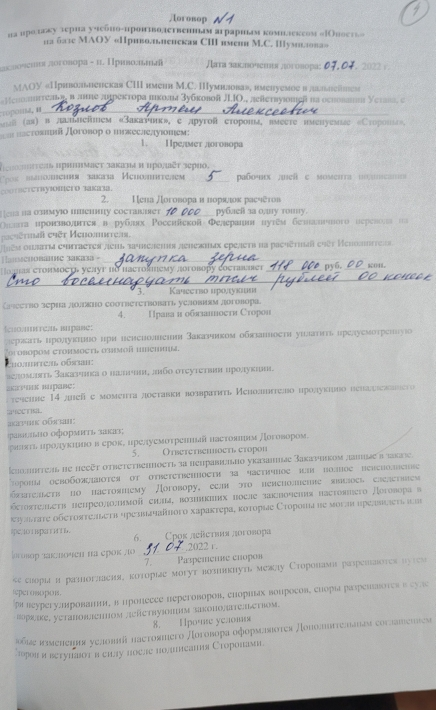 Договор №1
на продажу зерна учебно-производственным аграрным комплексом «Юность»
на базе МАОУ «Привольненская СШ имени М.С. Шумилова»
заключения договора - п. Привольный Дата заключения договора: 07.07. 2022 г.
МАОУ «Привольненская СШ имени М.С. Шумилова», именуемое в дальнейшем
«Исполнитель», в лице директора школы Зубковой Л.Ю., действующей на основании Устава, с
стороны, и Козлов Артем Алексеевич
ный (ая) в дальнейшем «Заказчик», с другой стороны, вместе именуемые «Стороны»,
или настоящий Договор о нижеследующем:
1. Предмет договора
Исполнитель принимает заказы и продаёт зерно.
Срок выполнения заказа Исполнителем 5 рабочих дней с момента подписания
соответствующего заказа.
2. Цена Договора и порядок расчётов
Цена на озимую пшеницу составляет 10 000 рублей за одну тонну.
Оплата производится в рублях Российской Федерации путём безналичного перевода на
расчётный счёт Исполнителя.
Днём оплаты считается день зачисления денежных средств на расчётный счёт Исполнителя.
Наименование заказа - закупка зерна
Полная стоимость услуг по настоящему договору составляет 118 000 руб. 00 коп.
Сто восемнадцать тысяч рублей 00 копеек
3. Качество продукции
Качество зерна должно соответствовать условиям договора.
4. Права и обязанности Сторон
Исполнитель вправе:
держать продукцию при неисполнении Заказчиком обязанности уплатить предусмотренную
Договором стоимость озимой пшеницы.
Исполнитель обязан:
уведомлять Заказчика о наличии, либо отсутствии продукции.
Заказчик вправе:
течение 14 дней с момента доставки возвратить Исполнителю продукцию ненадлежащего
качества.
Заказчик обязан:
правильно оформить заказ;
принять продукцию в срок, предусмотренный настоящим Договором.
5. Ответственность сторон
Исполнитель не несёт ответственность за неправильно указанные Заказчиком данные в заказе.
Стороны освобождаются от ответственности за частичное или полное неисполнение
обязательств по настоящему Договору, если это неисполнение явилось следствием
обстоятельств непреодолимой силы, возникших после заключения настоящего Договора в
результате обстоятельств чрезвычайного характера, которые Стороны не могли предвидеть или
предотвратить.
6. Срок действия договора
Договор заключен на срок до 31.07 2022 г.
7. Разрешение споров
се споры и разногласия, которые могут возникнуть между Сторонами разрешаются путём
переговоров.
При неурегулировании, в процессе переговоров, спорных вопросов, споры разрешаются в суде
порядке, установленном действующим законодательством.
8. Прочие условия
Любые изменения условий настоящего Договора оформляются Дополнительным соглашением
Сторон и вступают в силу после подписания Сторонами.